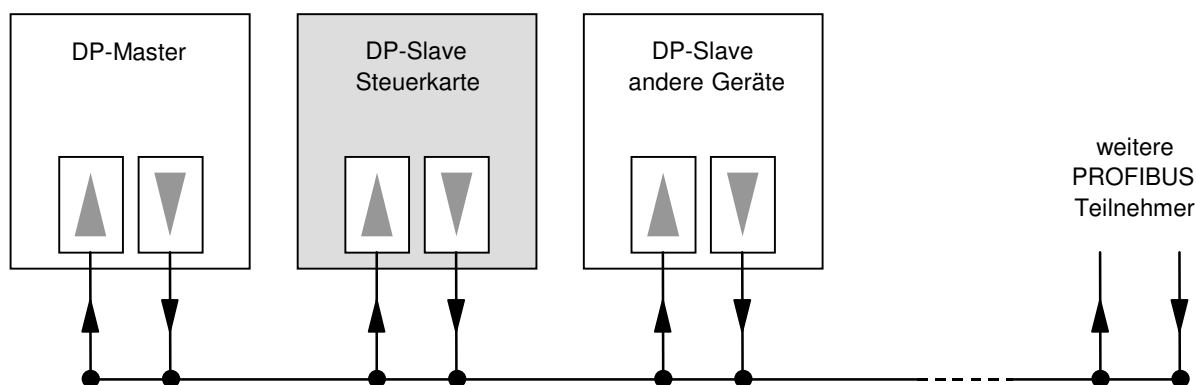 DP-Master
DP-Slave
Steuerkarte
DP-Slave
andere Geräte
weitere
PROFIBUS
Teilnehmer